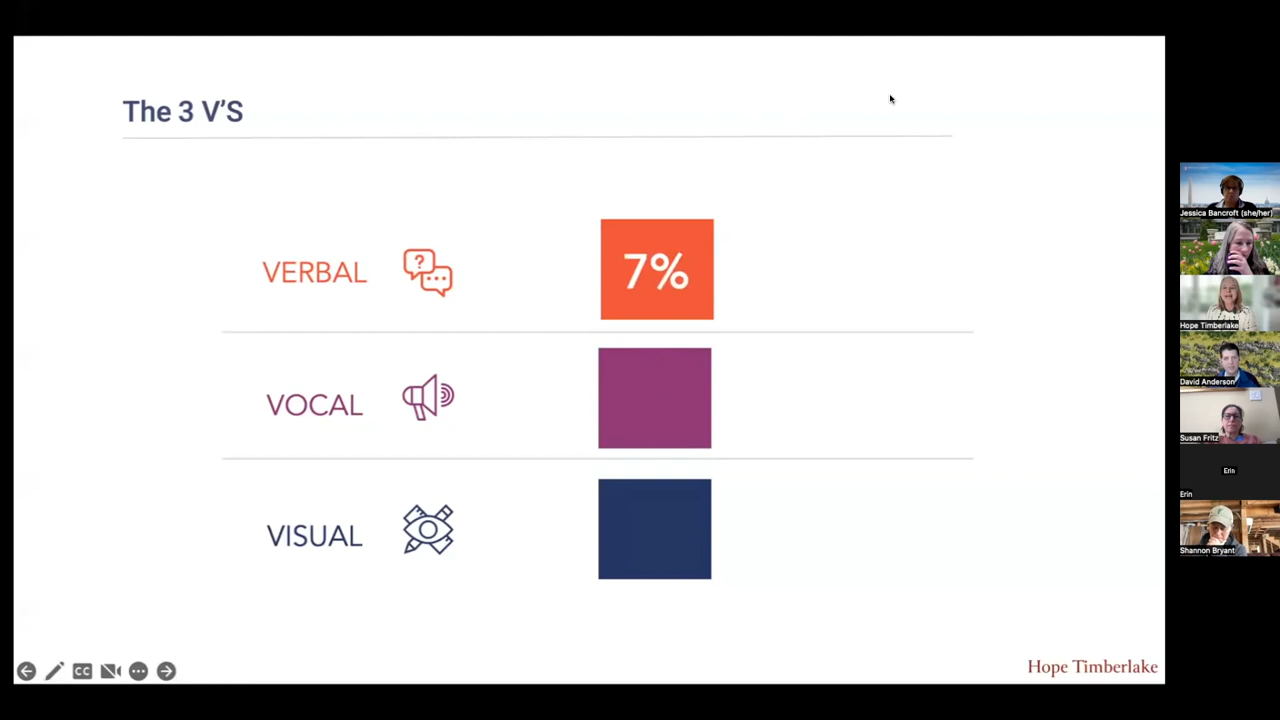 The 3 V'S
VERBAL
?
7%
VOCAL
VISUAL
CC
Hope Timberlake
Jessica Bancroft (she/her)
Hope Timberlake
David Anderson
Susan Fritz
Erin
Erin
Shannon Bryant